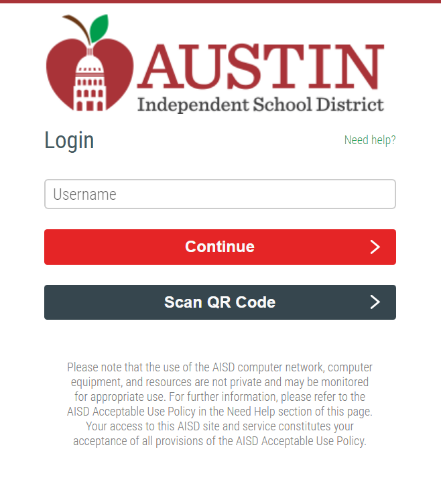 AUSTIN
Independent School District
Login
Need help?
Username
Continue
Scan QR Code
Please note that the use of the AISD computer network, computer
equipment, and resources are not private and may be monitored
for appropriate use. For further information, please refer to the
AISD Acceptable Use Policy in the Need Help section of this page.
Your access to this AISD site and service constitutes your
acceptance of all provisions of the AISD Acceptable Use Policy.